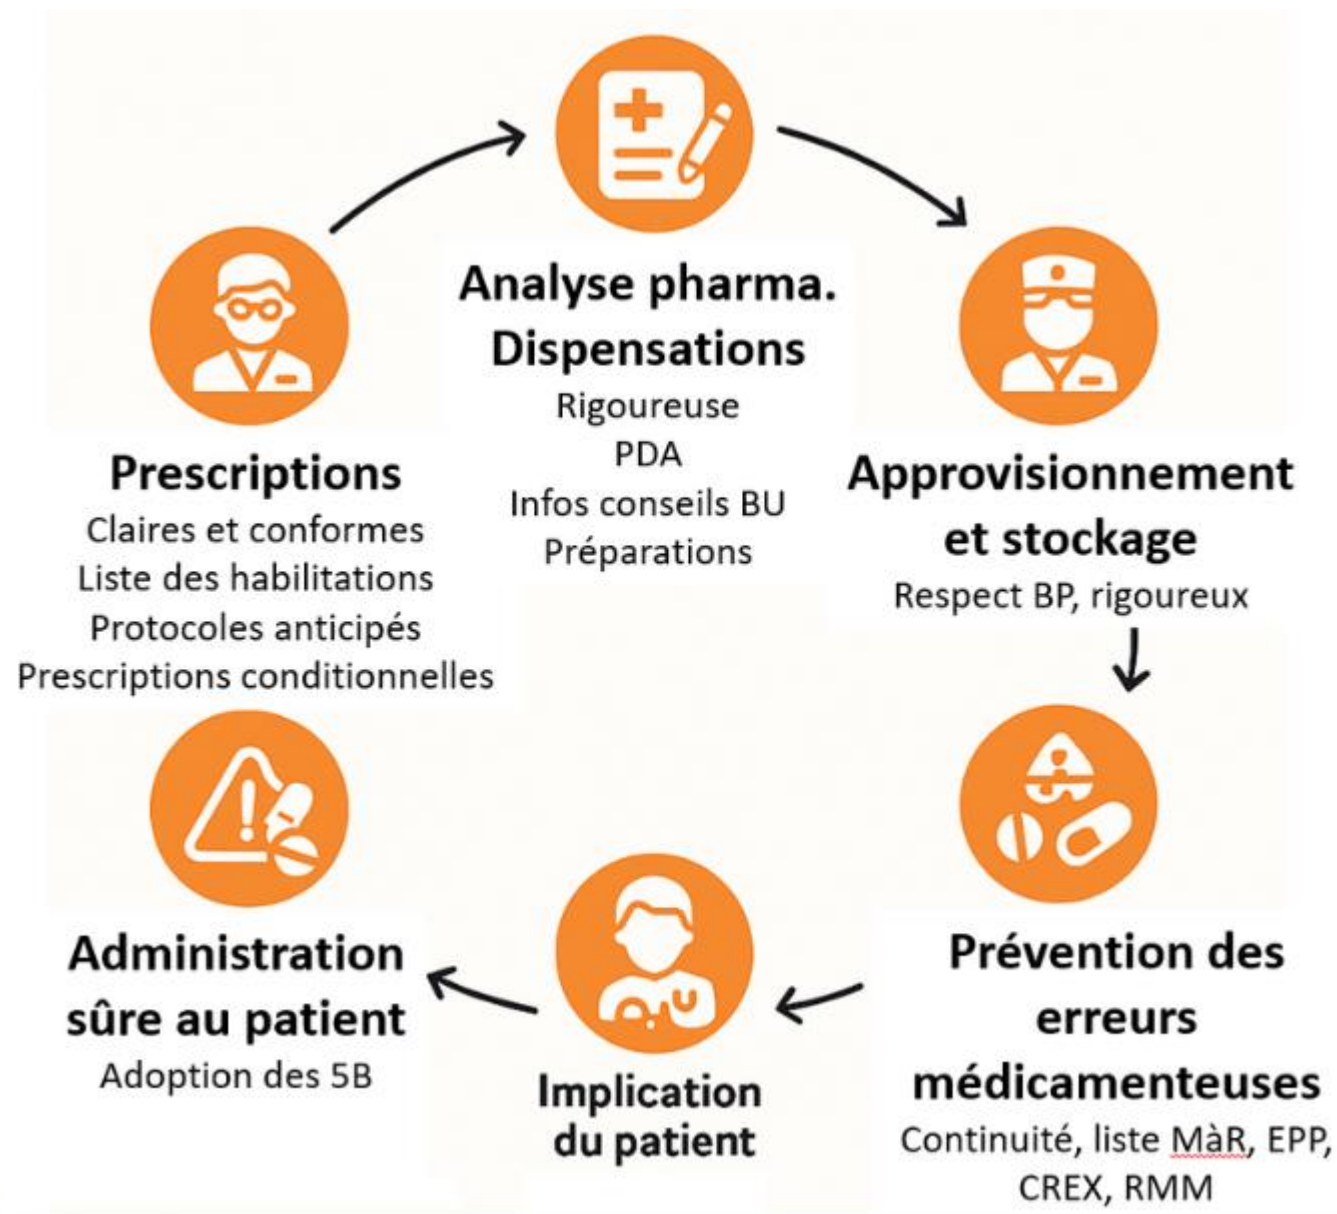 Analyse pharma.
Dispensations
Rigoureuse
PDA
Infos conseils BU
Préparations
Prescriptions
Claires et conformes
Liste des habilitations
Protocoles anticipés
Prescriptions conditionnelles
Approvisionnement
et stockage
Respect BP, rigoureux
Prévention des
erreurs
médicamenteuses
Continuité, liste MàR, EPP,
CREX, RMM
Implication
du patient
Administration
sûre au patient
Adoption des 5B